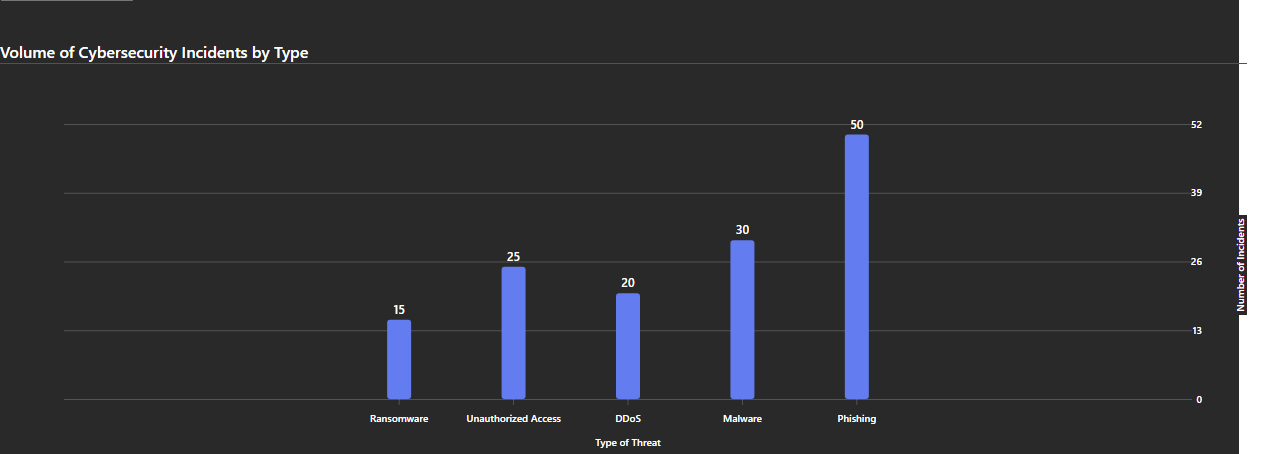 Volume of Cybersecurity Incidents by Type
50
52
39
30
25
26
20
15
13
0
Number of Incidents
Ransomware
Unauthorized Access
DDoS
Malware
Phishing
Type of Threat